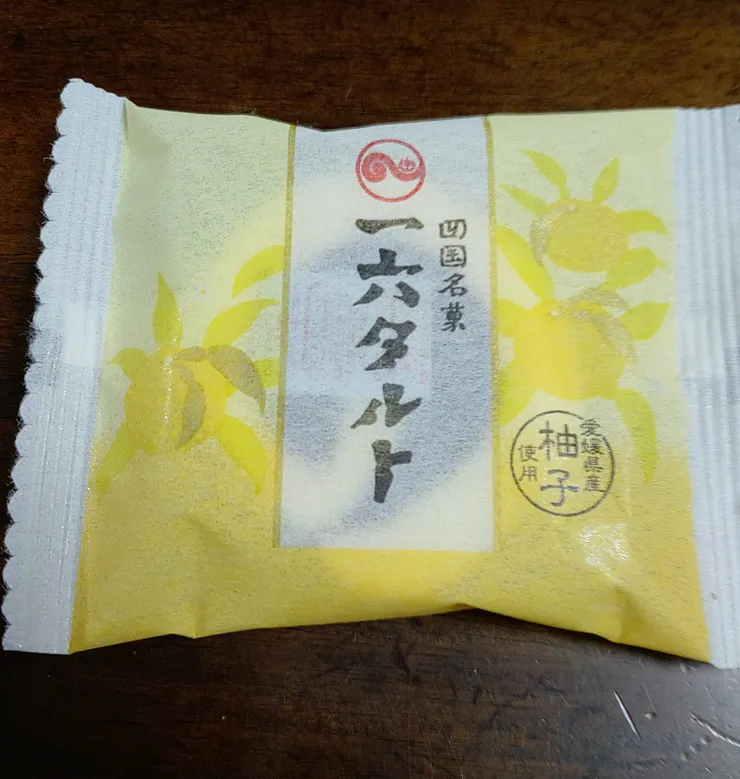 四国名菓
一六タルト
愛媛県産
柚子
使用